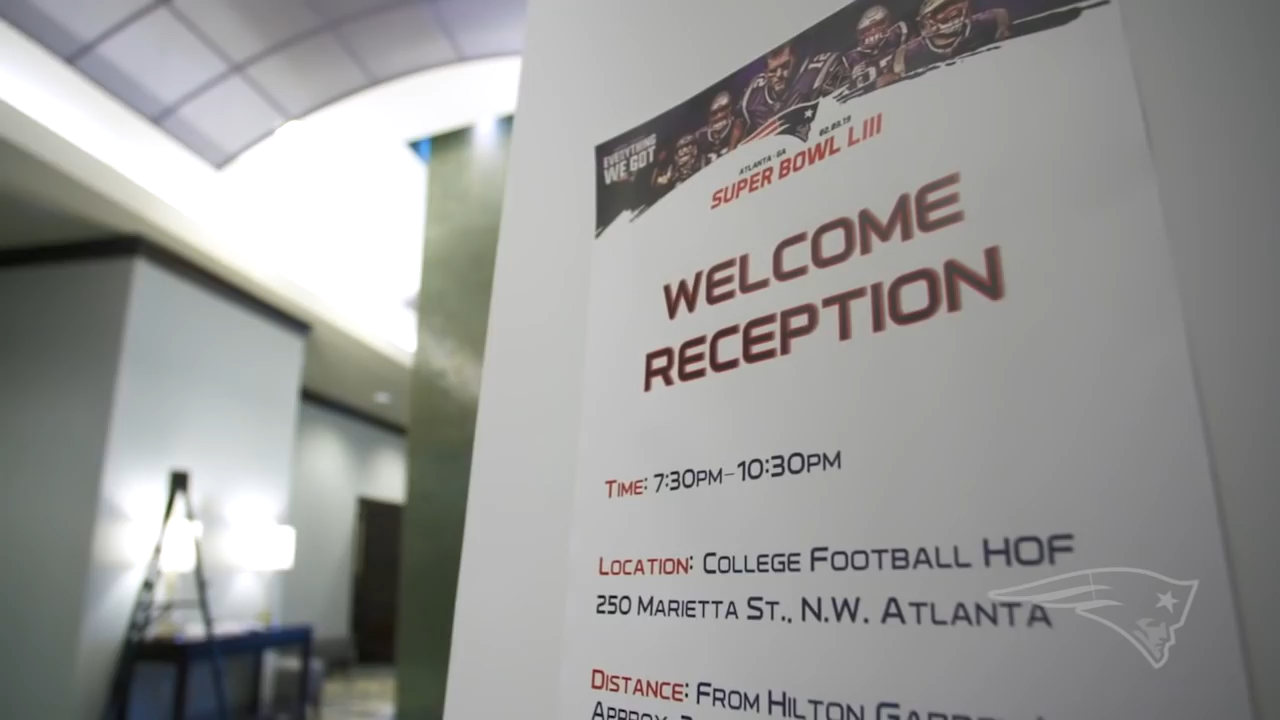 EVERYTHING
WE GOT
ATLANTA • GA
02.03.19
SUPER BOWL LIII
WELCOME
RECEPTION
TIME: 7:30PM–10:30PM
LOCATION: COLLEGE FOOTBALL HOF
250 MARIETTA ST., N.W. ATLANTA
DISTANCE: FROM HILTON
APPROX.